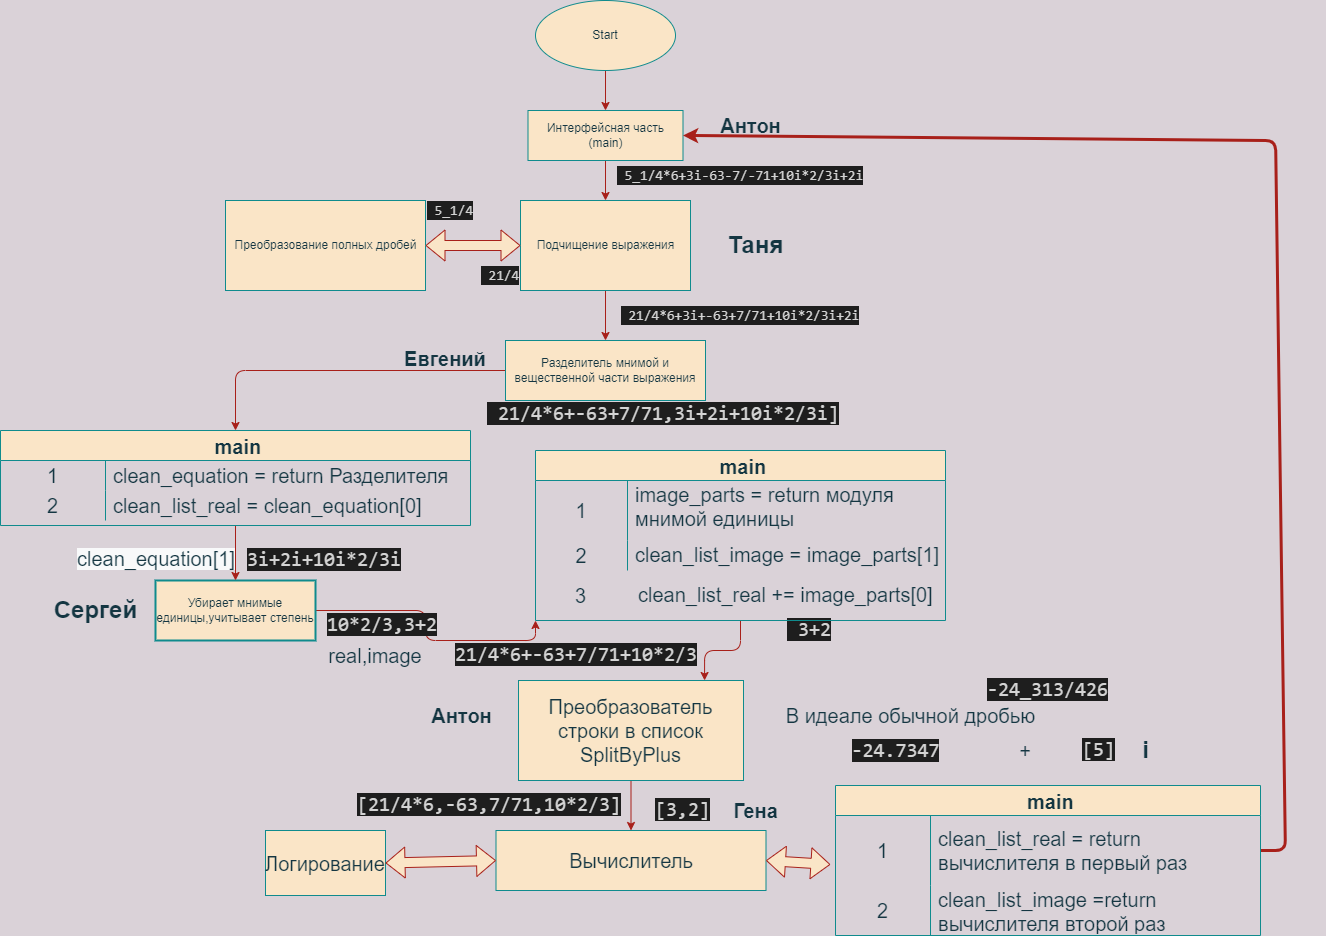 Start
Интерфейсная часть
(main)
Антон
5_1/4*6+3i-63-7/-71+10i*2/3i+2i
5_1/4
Преобразование полных дробей
Подчищение выражения
Таня
21/4
21/4*6+3i+-63+7/71+10i*2/3i+2i
Евгений
Разделитель мнимой и
вещественной части выражения
21/4*6+-63+7/71,3i+2i+10i*2/3i]
main
1 clean_equation = return Разделителя
2 clean_list_real = clean_equation[0]
main
1 image_parts = return модуля
мнимой единицы
2 clean_list_image = image_parts[1]
3 clean_list_real += image_parts[0]
clean_equation[1]
3i+2i+10i*2/3i
Сергей
Убирает мнимые
единицы,учитывает степень
10*2/3,3+2
real,image
21/4*6+-63+7/71+10*2/3
3+2
Антон
Преобразователь
строки в список
SplitByPlus
-24_313/426
В идеале обычной дробью
-24.7347 + [5] i
[21/4*6,-63,7/71,10*2/3]
[3,2]
Гена
Логирование
Вычислитель
main
1 clean_list_real = return
вычислителя в первый раз
2 clean_list_image =return
вычислителя второй раз